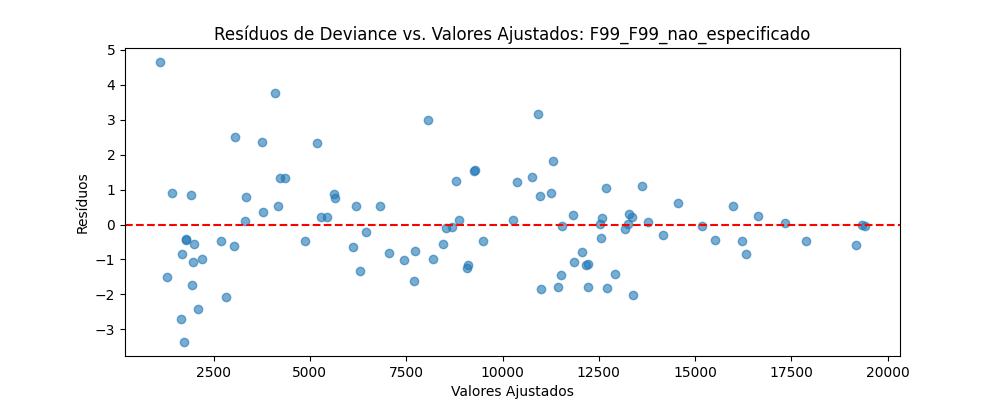 Resíduos de Deviance vs. Valores Ajustados: F99_F99_nao_especificado
5
4
3
2
1
0
−1
−2
−3
Resíduos
2500 5000 7500 10000 12500 15000 17500 20000
Valores Ajustados